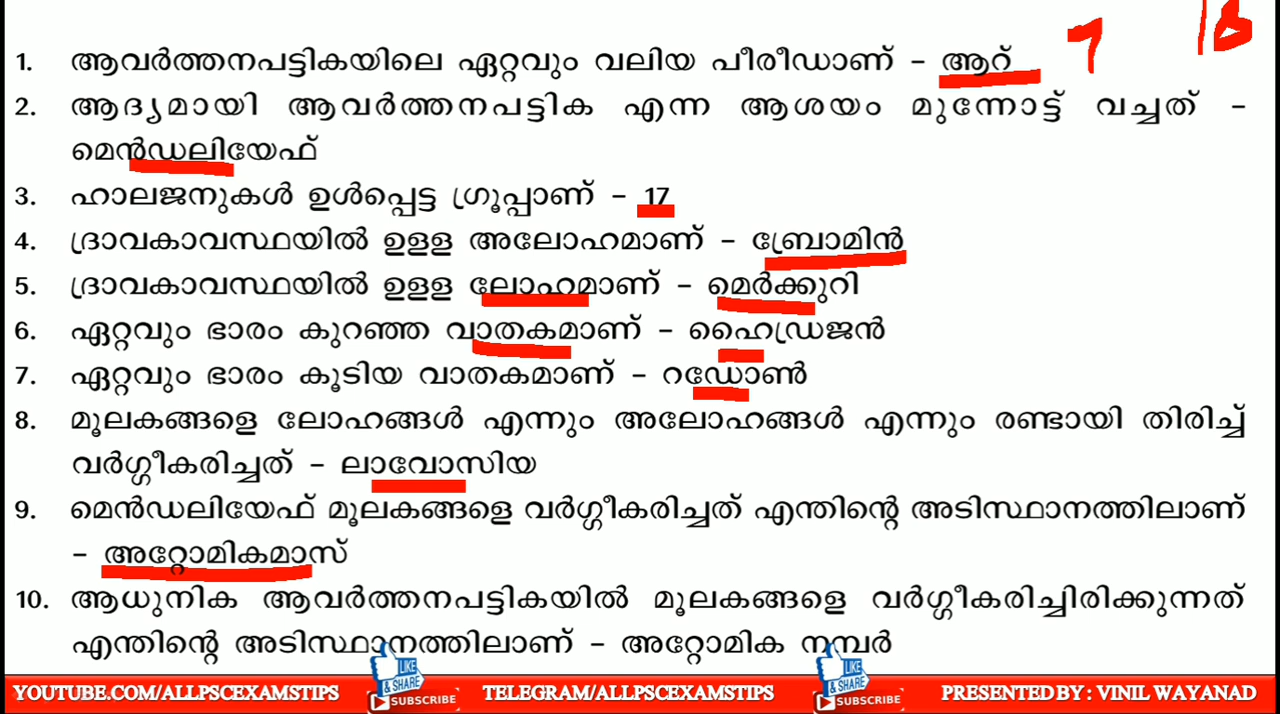 7 18
1. ആവർത്തനപട്ടികയിലെ ഏറ്റവും വലിയ പീരീഡാണ് – ആറ്
2. ആദ്യമായി ആവർത്തനപട്ടിക എന്ന ആശയം മുന്നോട്ട് വച്ചത് –
മെൻഡലിയേഫ്
3. ഹാലജനുകൾ ഉൾപ്പെട്ട ഗ്രൂപ്പാണ് – 17
4. ദ്രാവകാവസ്ഥയിൽ ഉളള അലോഹമാണ് – ബ്രോമിൻ
5. ദ്രാവകാവസ്ഥയിൽ ഉളള ലോഹമാണ് – മെർക്കുറി
6. ഏറ്റവും ഭാരം കുറഞ്ഞ വാതകമാണ് – ഹൈഡ്രജൻ
7. ഏറ്റവും ഭാരം കൂടിയ വാതകമാണ് – റഡോൺ
8. മൂലകങ്ങളെ ലോഹങ്ങൾ എന്നും അലോഹങ്ങൾ എന്നും രണ്ടായി തിരിച്ച്
വർഗ്ഗീകരിച്ചത് – ലാവോസിയ
9. മെൻഡലിയേഫ് മൂലകങ്ങളെ വർഗ്ഗീകരിച്ചത് എന്തിന്റെ അടിസ്ഥാനത്തിലാണ്
– അറ്റോമികമാസ്
10. ആധുനിക ആവർത്തനപട്ടികയിൽ മൂലകങ്ങളെ വർഗ്ഗീകരിച്ചിരിക്കുന്നത്
എന്തിന്റെ അടിസ്ഥാനത്തിലാണ് – അറ്റോമിക നമ്പർ
LIKE & SHARE LIKE & SHARE
YOUTUBE.COM/ALLPSCEXAMSTIPS SUBSCRIBE TELEGRAM/ALLPSCEXAMSTIPS SUBSCRIBE PRESENTED BY : VINIL WAYANAD